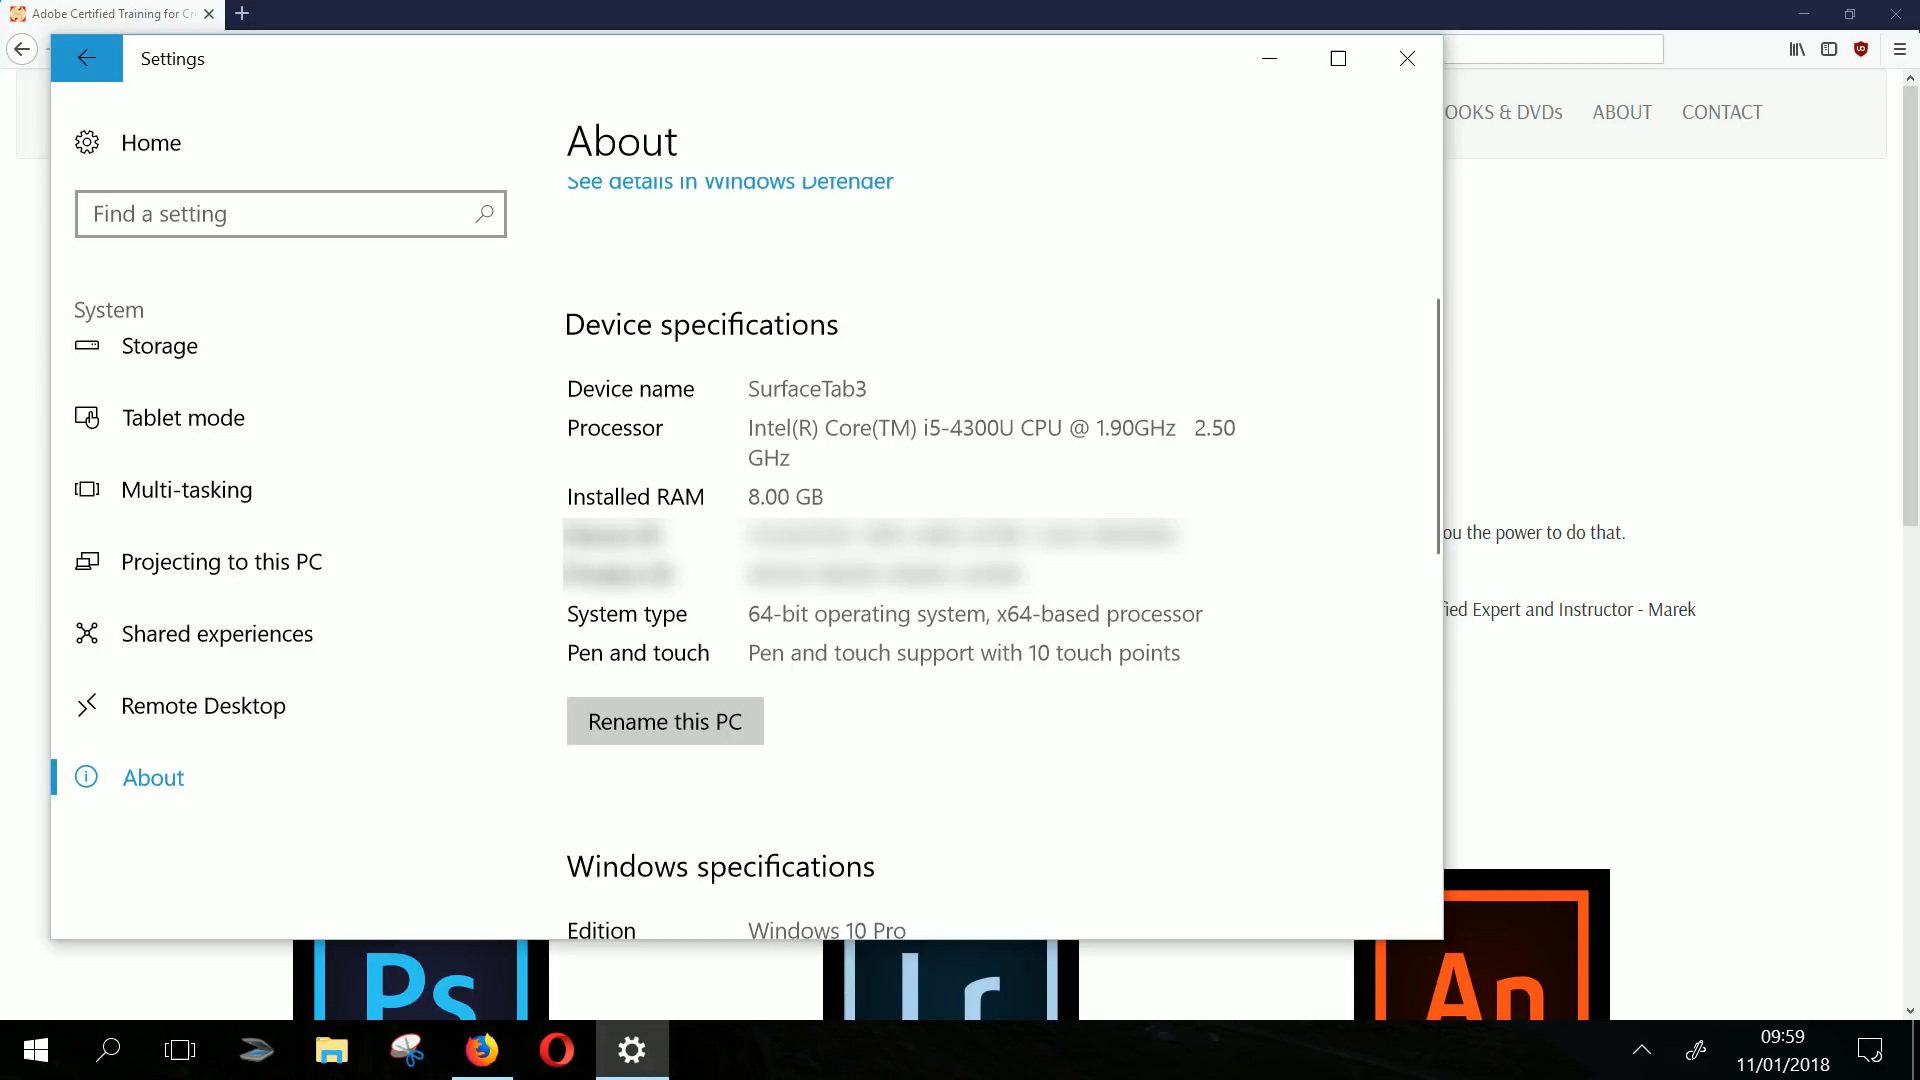 Adobe Certified Training for Cr
Settings
OOKS & DVDs ABOUT CONTACT
Home
About
See details in Windows Defender
Find a setting
System
Storage
Tablet mode
Multi-tasking
Projecting to this PC
Shared experiences
Remote Desktop
About
Device specifications
Device name SurfaceTab3
Processor Intel(R) Core(TM) i5-4300U CPU @ 1.90GHz 2.50
GHz
Installed RAM 8.00 GB
System type 64-bit operating system, x64-based processor
Pen and touch Pen and touch support with 10 touch points
Rename this PC
Windows specifications
Edition Windows 10 Pro
ou the power to do that.
fied Expert and Instructor - Marek
Ps Lr An
09:59
11/01/2018